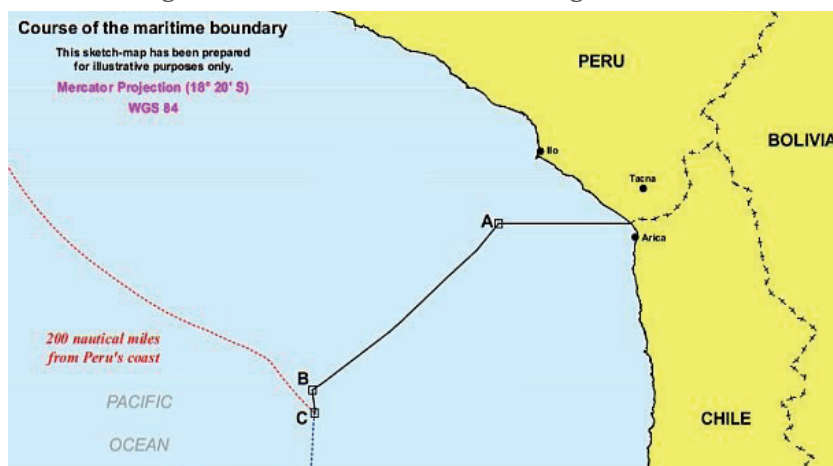 Course of the maritime boundary
This sketch-map has been prepared
for illustrative purposes only.
Mercator Projection (18° 20' S)
WGS 84
PERU
BOLIVIA
Ilo
Tacna
A
Arica
200 nautical miles
from Peru's coast
B
C
PACIFIC
OCEAN
CHILE